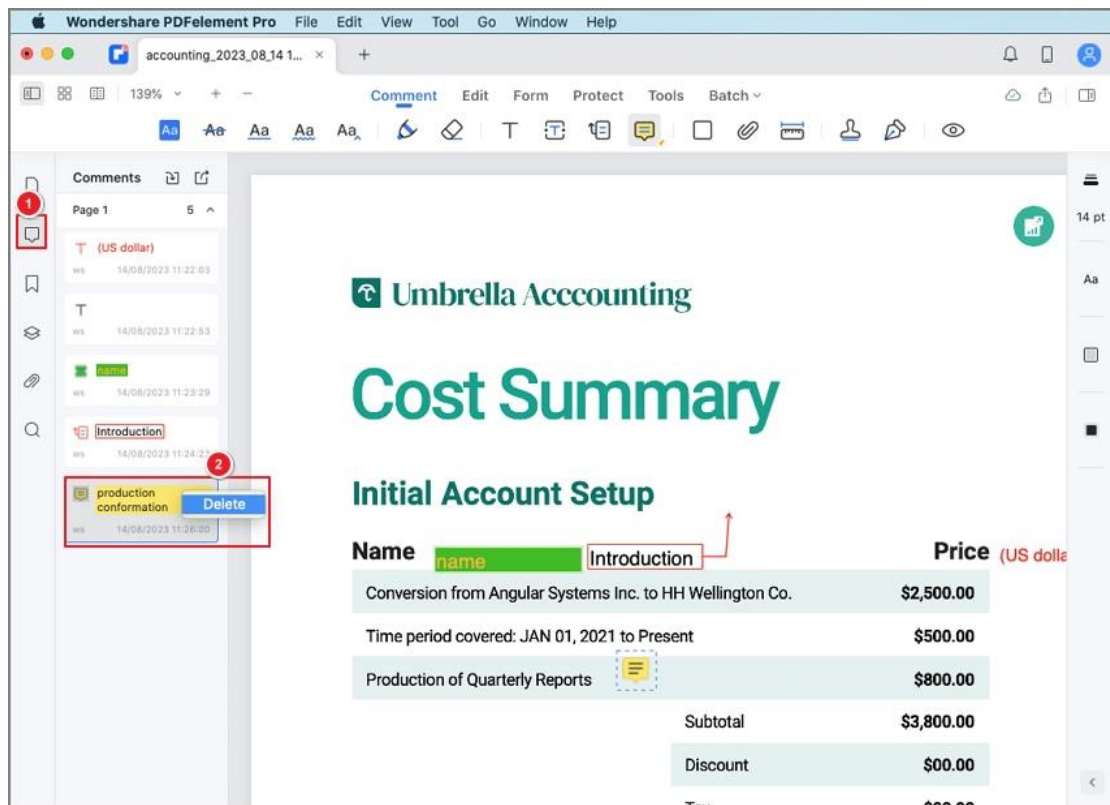 Wondershare PDFelement Pro File Edit View Tool Go Window Help
accounting_2023_08_14 1... × +
139% + − Comment Edit Form Protect Tools Batch
Aa Aa Aa Aa Aa T T T
Comments
Page 1 5
1
T (US dollar)
ws 14/08/2023 11:22:03
T
ws 14/08/2023 11:22:53
name
ws 14/08/2023 11:23:29
Introduction
ws 14/08/2023 11:24:23
2
production
conformation
Delete
ws 14/08/2023 11:26:00
14 pt
Aa
Umbrella Acccounting
Cost Summary
Initial Account Setup
Name name Introduction Price (US dolla
Conversion from Angular Systems Inc. to HH Wellington Co. $2,500.00
Time period covered: JAN 01, 2021 to Present $500.00
Production of Quarterly Reports $800.00
Subtotal $3,800.00
Discount $00.00